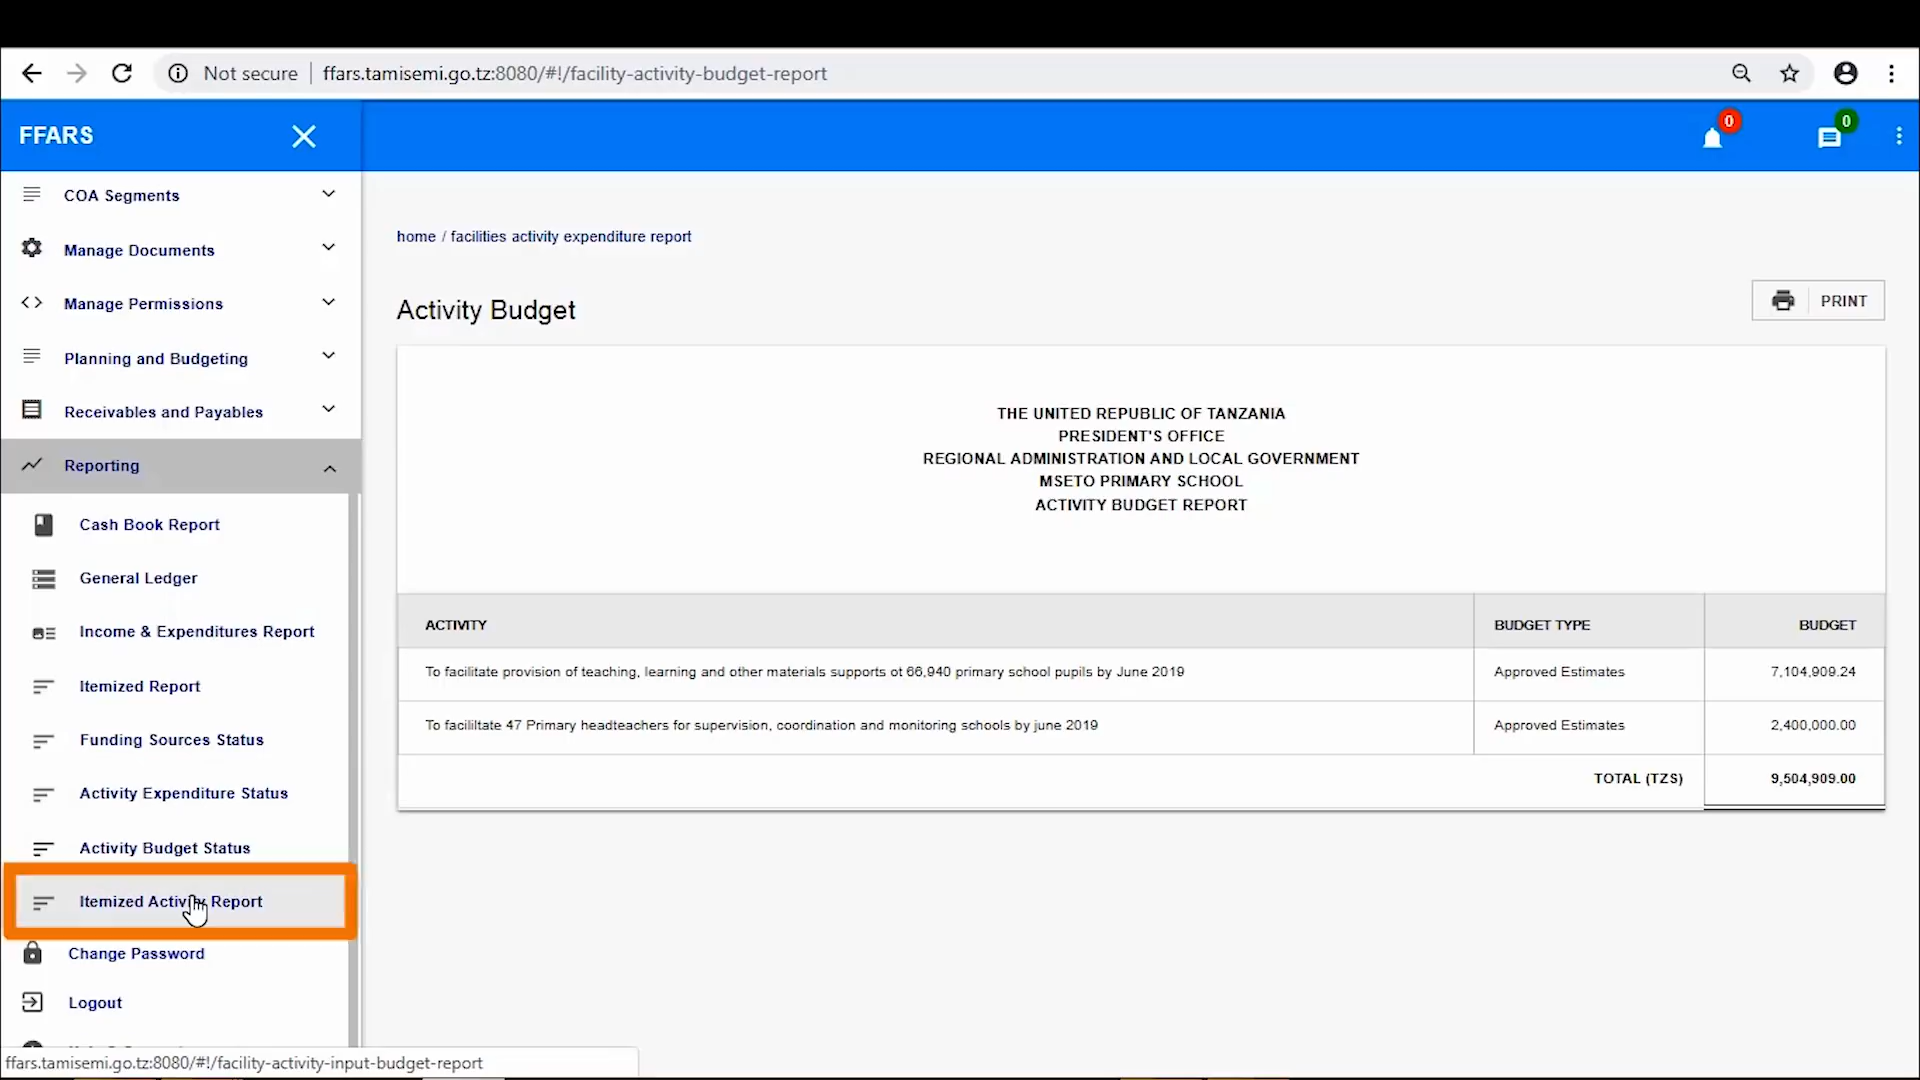 Not secure
ffars.tamisemi.go.tz:8080/#!/facility-activity-budget-report
FFARS
0
0
COA Segments
Manage Documents
Manage Permissions
Planning and Budgeting
Receivables and Payables
Reporting
Cash Book Report
General Ledger
Income & Expenditures Report
Itemized Report
Funding Sources Status
Activity Expenditure Status
Activity Budget Status
Itemized Activity Report
Change Password
Logout
ffars.tamisemi.go.tz:8080/#!/facility-activity-input-budget-report
home / facilities activity expenditure report
Activity Budget
PRINT
THE UNITED REPUBLIC OF TANZANIA
PRESIDENT'S OFFICE
REGIONAL ADMINISTRATION AND LOCAL GOVERNMENT
MSETO PRIMARY SCHOOL
ACTIVITY BUDGET REPORT
ACTIVITY BUDGET TYPE BUDGET
To facilitate provision of teaching, learning and other materials supports ot 66,940 primary school pupils by June 2019 Approved Estimates 7,104,909.24
To facililtate 47 Primary headteachers for supervision, coordination and monitoring schools by june 2019 Approved Estimates 2,400,000.00
TOTAL (TZS) 9,504,909.00